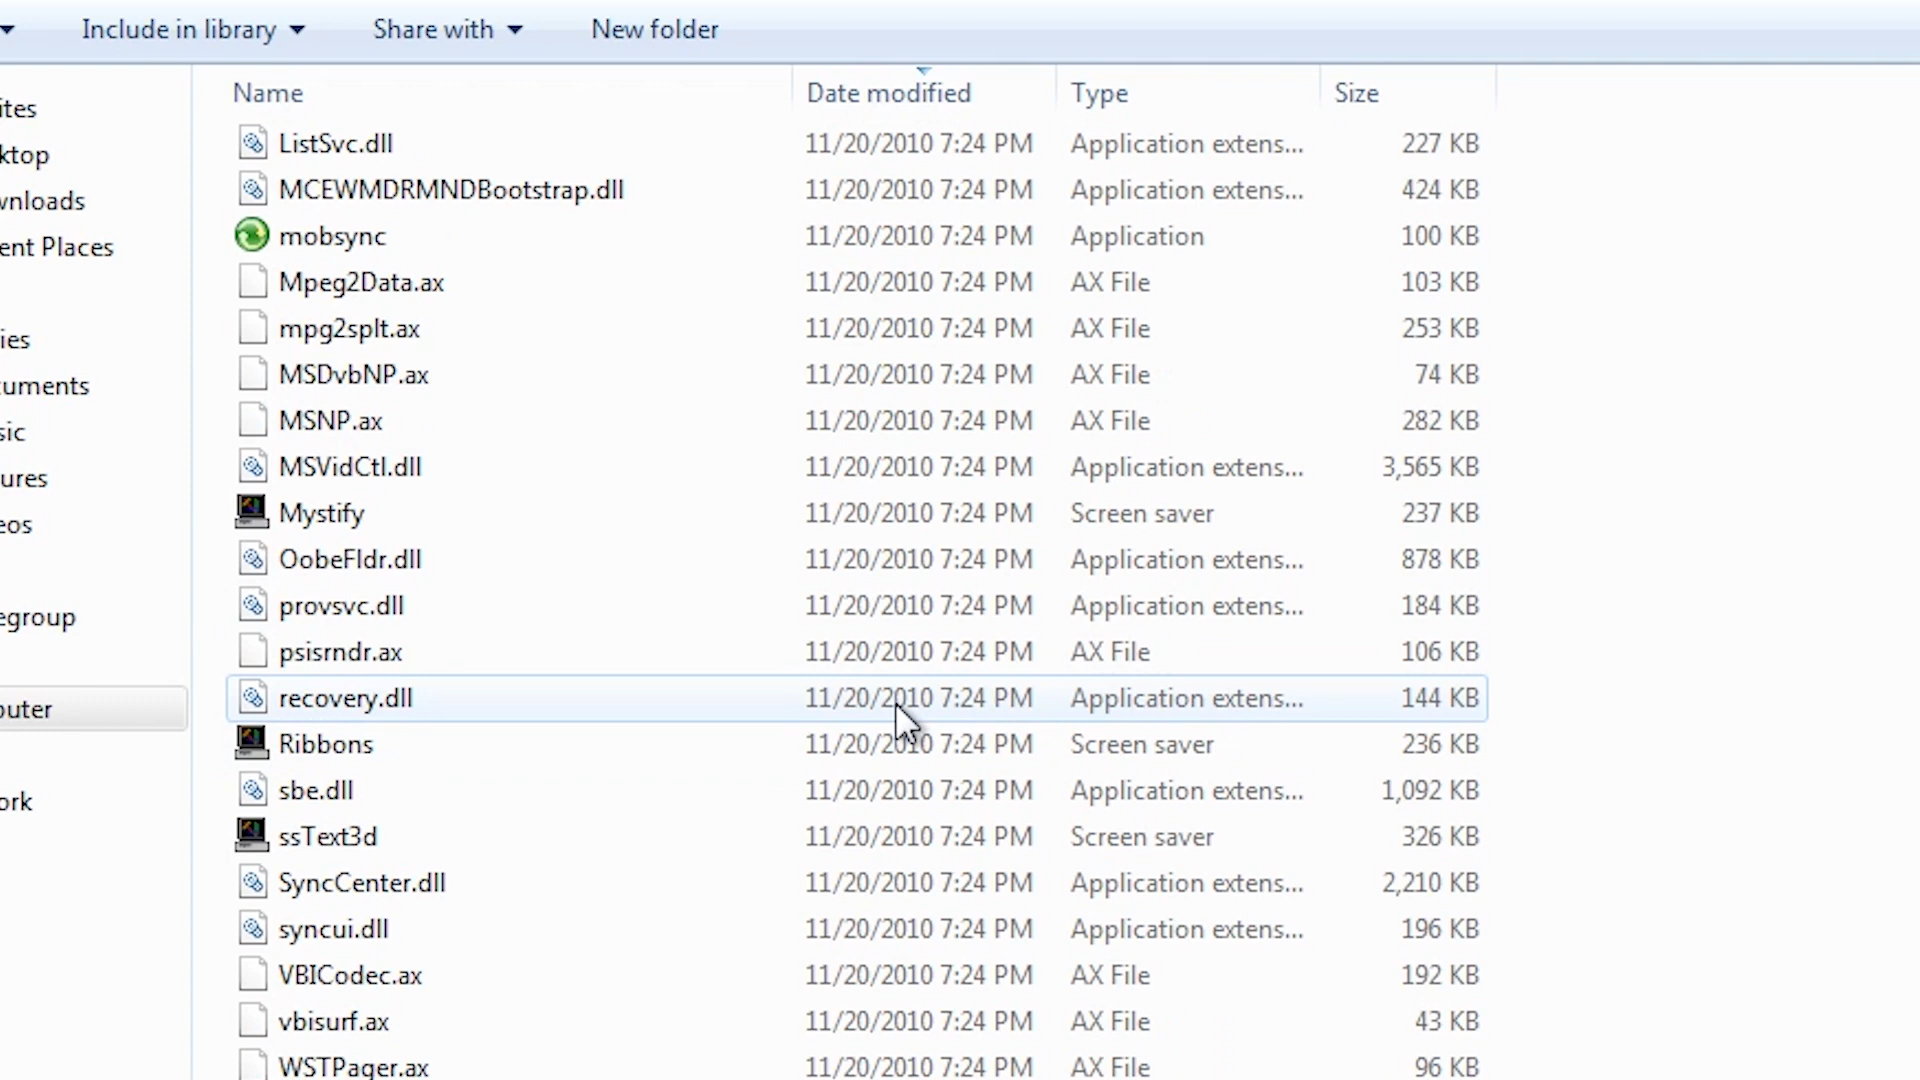 Include in library Share with New folder
Name Date modified Type Size
ites
ktop
wnloads
ent Places
ies
cuments
sic
ures
eos
egroup
puter
ork
ListSvc.dll 11/20/2010 7:24 PM Application extens... 227 KB
MCEWMDRMNDBootstrap.dll 11/20/2010 7:24 PM Application extens... 424 KB
mobsync 11/20/2010 7:24 PM Application 100 KB
Mpeg2Data.ax 11/20/2010 7:24 PM AX File 103 KB
mpg2splt.ax 11/20/2010 7:24 PM AX File 253 KB
MSDvbNP.ax 11/20/2010 7:24 PM AX File 74 KB
MSNP.ax 11/20/2010 7:24 PM AX File 282 KB
MSVidCtl.dll 11/20/2010 7:24 PM Application extens... 3,565 KB
Mystify 11/20/2010 7:24 PM Screen saver 237 KB
OobeFldr.dll 11/20/2010 7:24 PM Application extens... 878 KB
provsvc.dll 11/20/2010 7:24 PM Application extens... 184 KB
psisrndr.ax 11/20/2010 7:24 PM AX File 106 KB
recovery.dll 11/20/2010 7:24 PM Application extens... 144 KB
Ribbons 11/20/2010 7:24 PM Screen saver 236 KB
sbe.dll 11/20/2010 7:24 PM Application extens... 1,092 KB
ssText3d 11/20/2010 7:24 PM Screen saver 326 KB
SyncCenter.dll 11/20/2010 7:24 PM Application extens... 2,210 KB
syncui.dll 11/20/2010 7:24 PM Application extens... 196 KB
VBICodec.ax 11/20/2010 7:24 PM AX File 192 KB
vbisurf.ax 11/20/2010 7:24 PM AX File 43 KB
WSTPager.ax 11/20/2010 7:24 PM AX File 96 KB